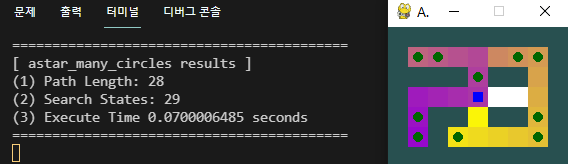 문제 출력 터미널 디버그 콘솔
==========================================
[ astar_many_circles results ]
(1) Path Length: 28
(2) Search States: 29
(3) Execute Time 0.0700006485 seconds
==========================================
A.